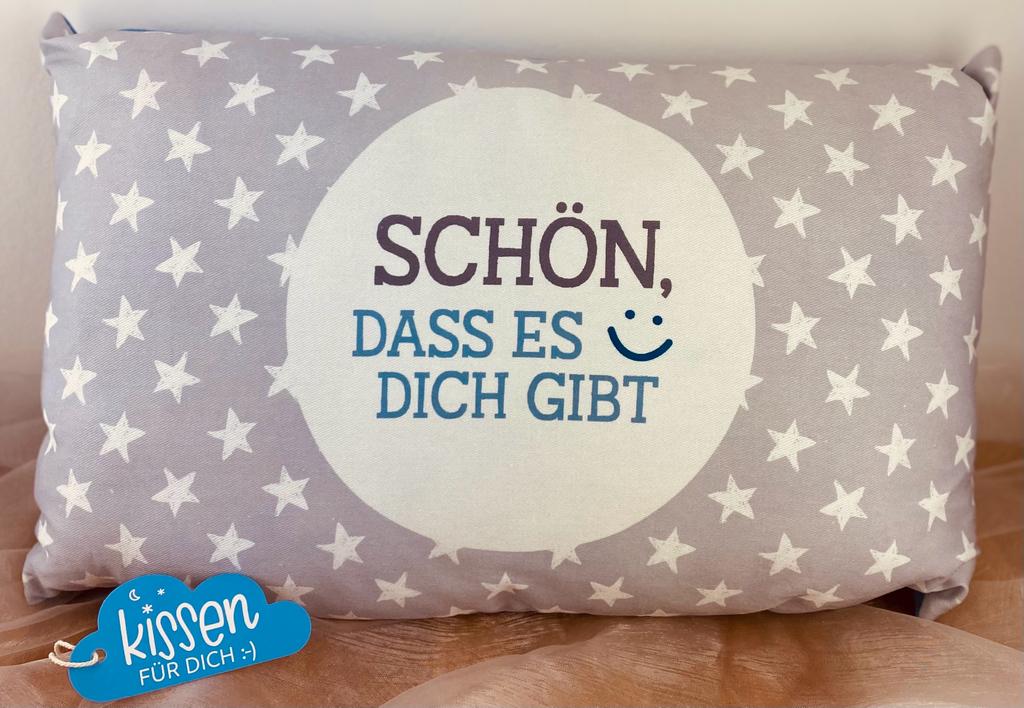 SCHÖN,
DASS ES
DICH GIBT
kissen
FÜR DICH :-)